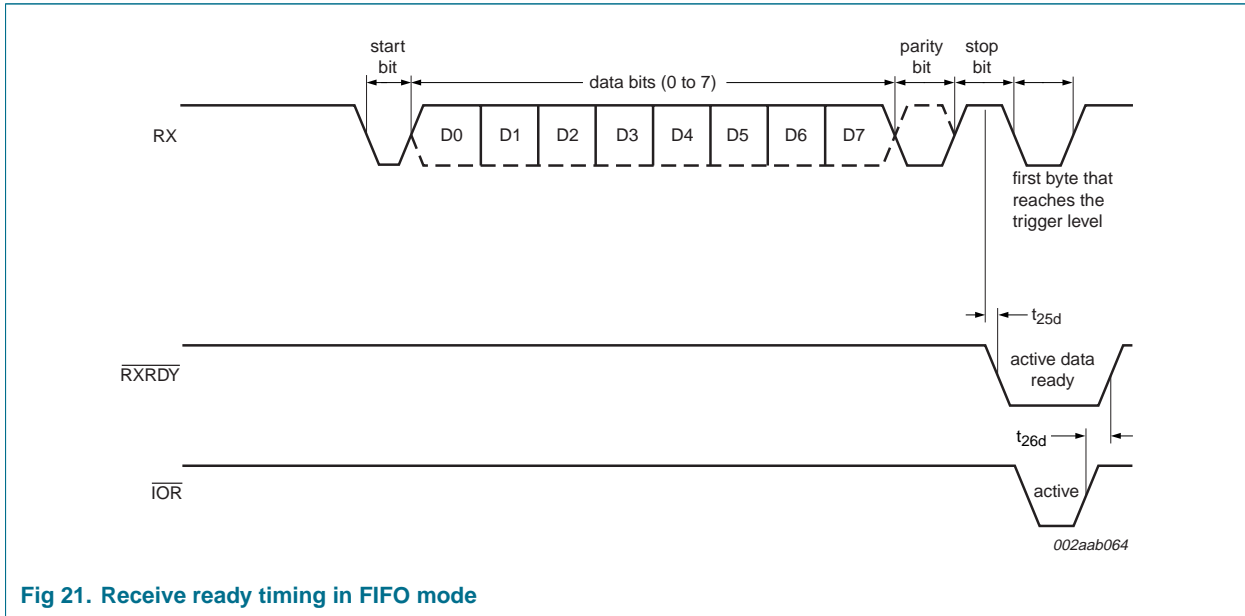 start
bit
data bits (0 to 7)
parity
bit
stop
bit
RX
D0 D1 D2 D3 D4 D5 D6 D7
first byte that
reaches the
trigger level
t25d
RXRDY
active data
ready
t26d
IOR
active
002aab064
Fig 21. Receive ready timing in FIFO mode